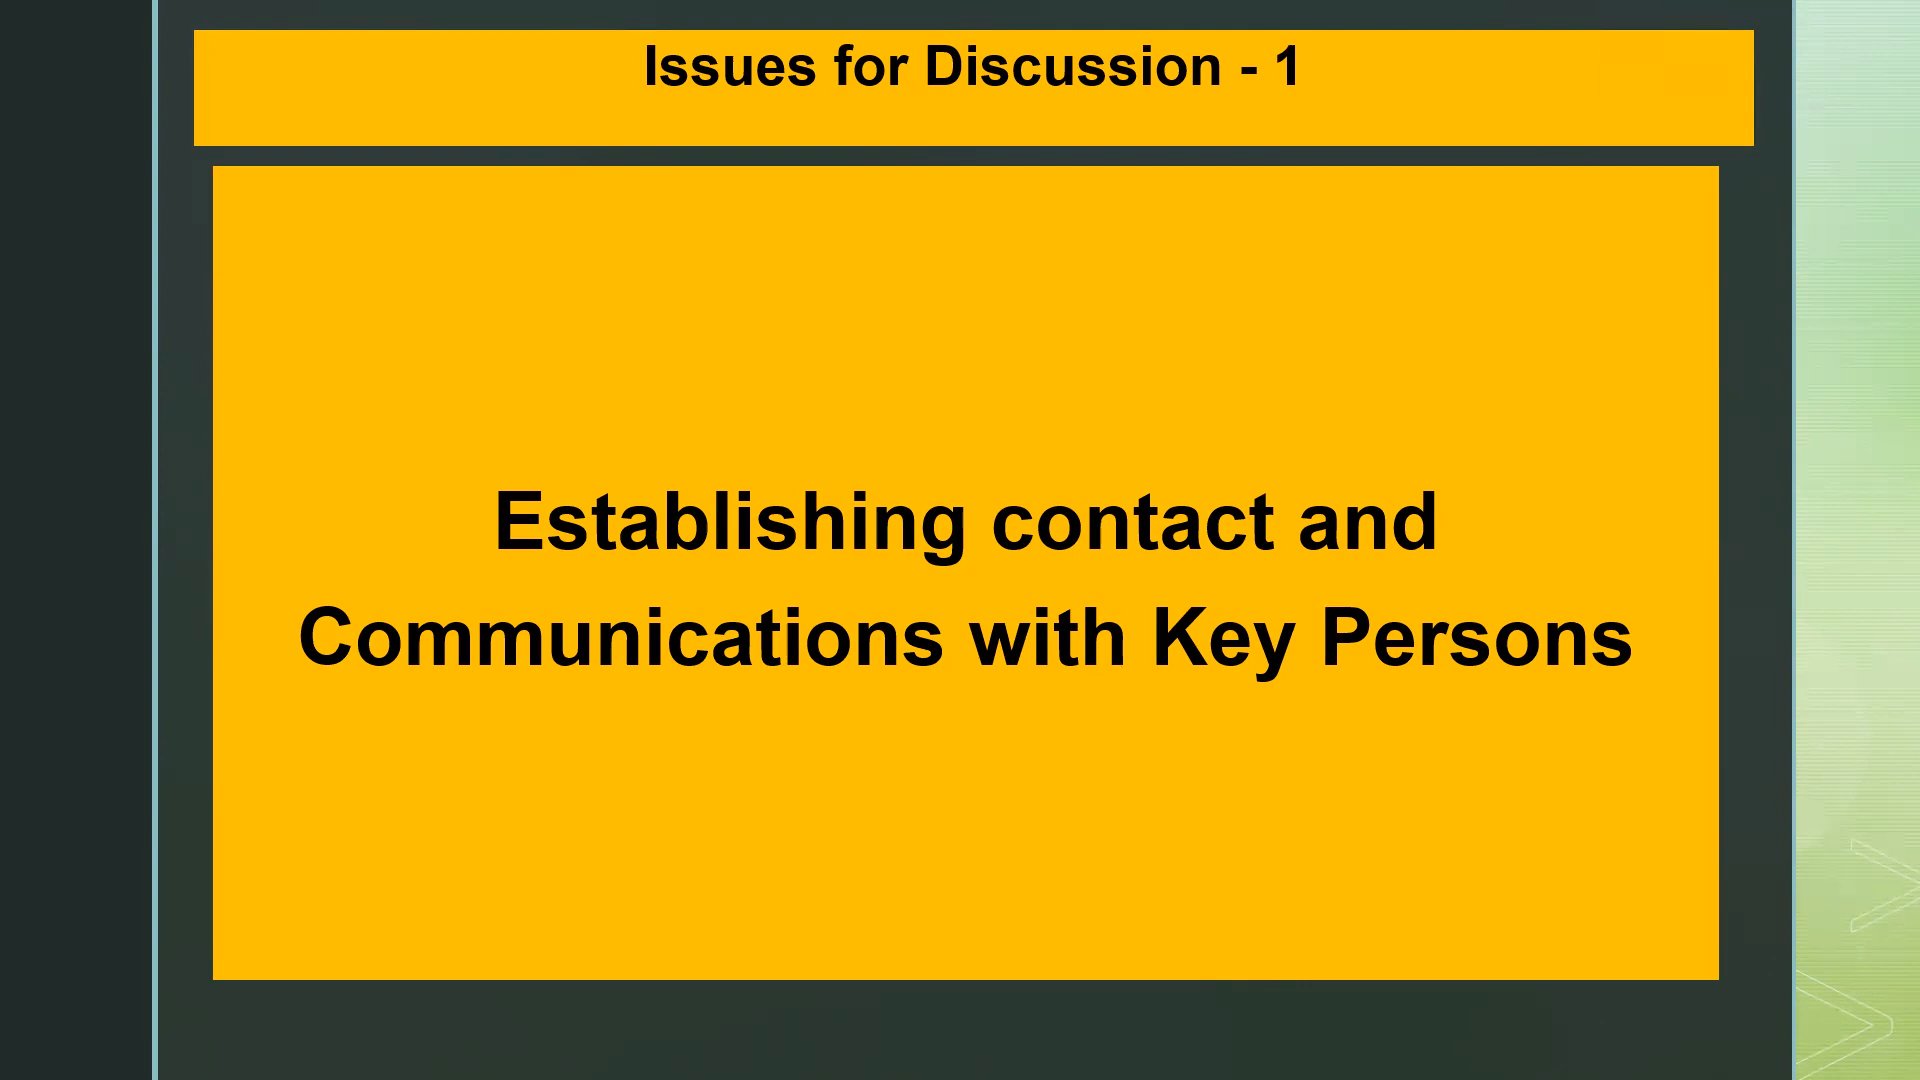 Issues for Discussion - 1
Establishing contact and
Communications with Key Persons